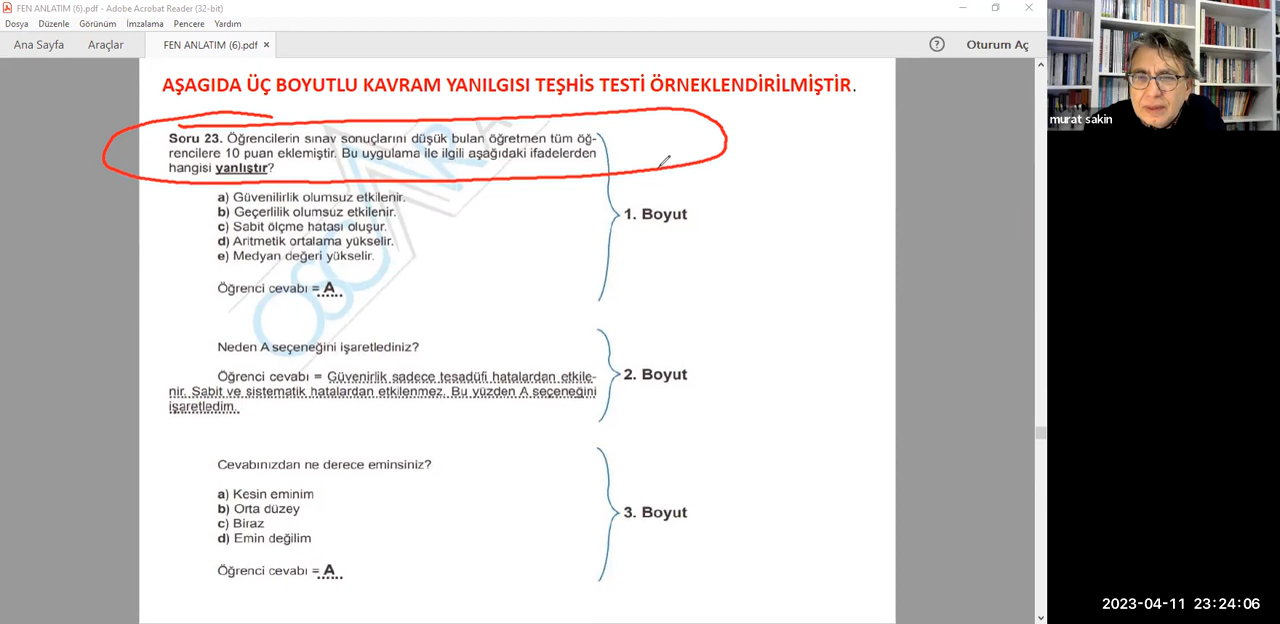 FEN ANLATIM (6).pdf - Adobe Acrobat Reader (32-bit)
Dosya Düzenle Görünüm İmzalama Pencere Yardım
Ana Sayfa Araçlar FEN ANLATIM (6).pdf × ? Oturum Aç
AŞAGIDA ÜÇ BOYUTLU KAVRAM YANILGISI TEŞHİS TESTİ ÖRNEKLENDİRİLMİŞTİR.
Soru 23. Öğrencilerin sınav sonuçlarını düşük bulan öğretmen tüm öğ-
rencilere 10 puan eklemiştir. Bu uygulama ile ilgili aşağıdaki ifadelerden
hangisi yanlıştır?
a) Güvenilirlik olumsuz etkilenir.
b) Geçerlilik olumsuz etkilenir.
c) Sabit ölçme hatası oluşur.
d) Aritmetik ortalama yükselir.
e) Medyan değeri yükselir.
Öğrenci cevabı = A
1. Boyut
Neden A seçeneğini işaretlediniz?
Öğrenci cevabı = Güvenirlik sadece tesadüfi hatalardan etkile-
nir. Sabit ve sistematik hatalardan etkilenmez. Bu yüzden A seçeneğini
işaretledim.
2. Boyut
Cevabınızdan ne derece eminsiniz?
a) Kesin eminim
b) Orta düzey
c) Biraz
d) Emin değilim
Öğrenci cevabı = A
3. Boyut
OSCAR
murat sakin
2023-04-11 23:24:06